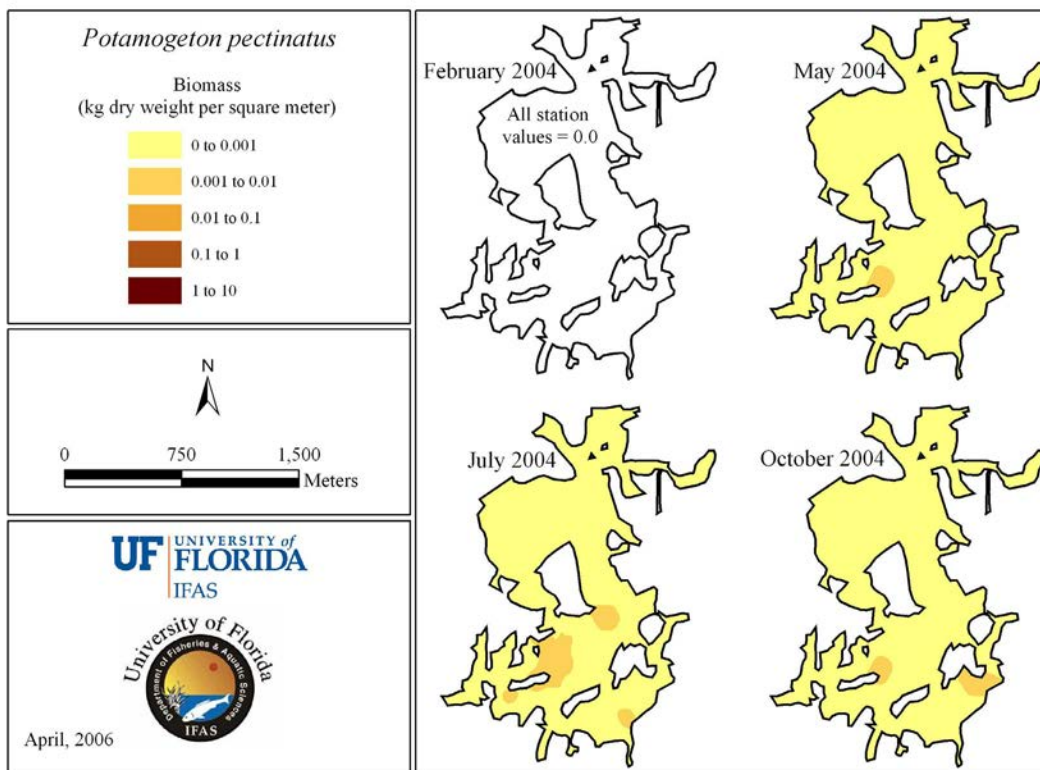 Potamogeton pectinatus
Biomass
(kg dry weight per square meter)
0 to 0.001
0.001 to 0.01
0.01 to 0.1
0.1 to 1
1 to 10
N
0 750 1,500
Meters
UF UNIVERSITY of
FLORIDA
IFAS
University of Florida
Department of Fisheries & Aquatic Sciences
IFAS
April, 2006
February 2004
All station
values = 0.0
May 2004
July 2004
October 2004